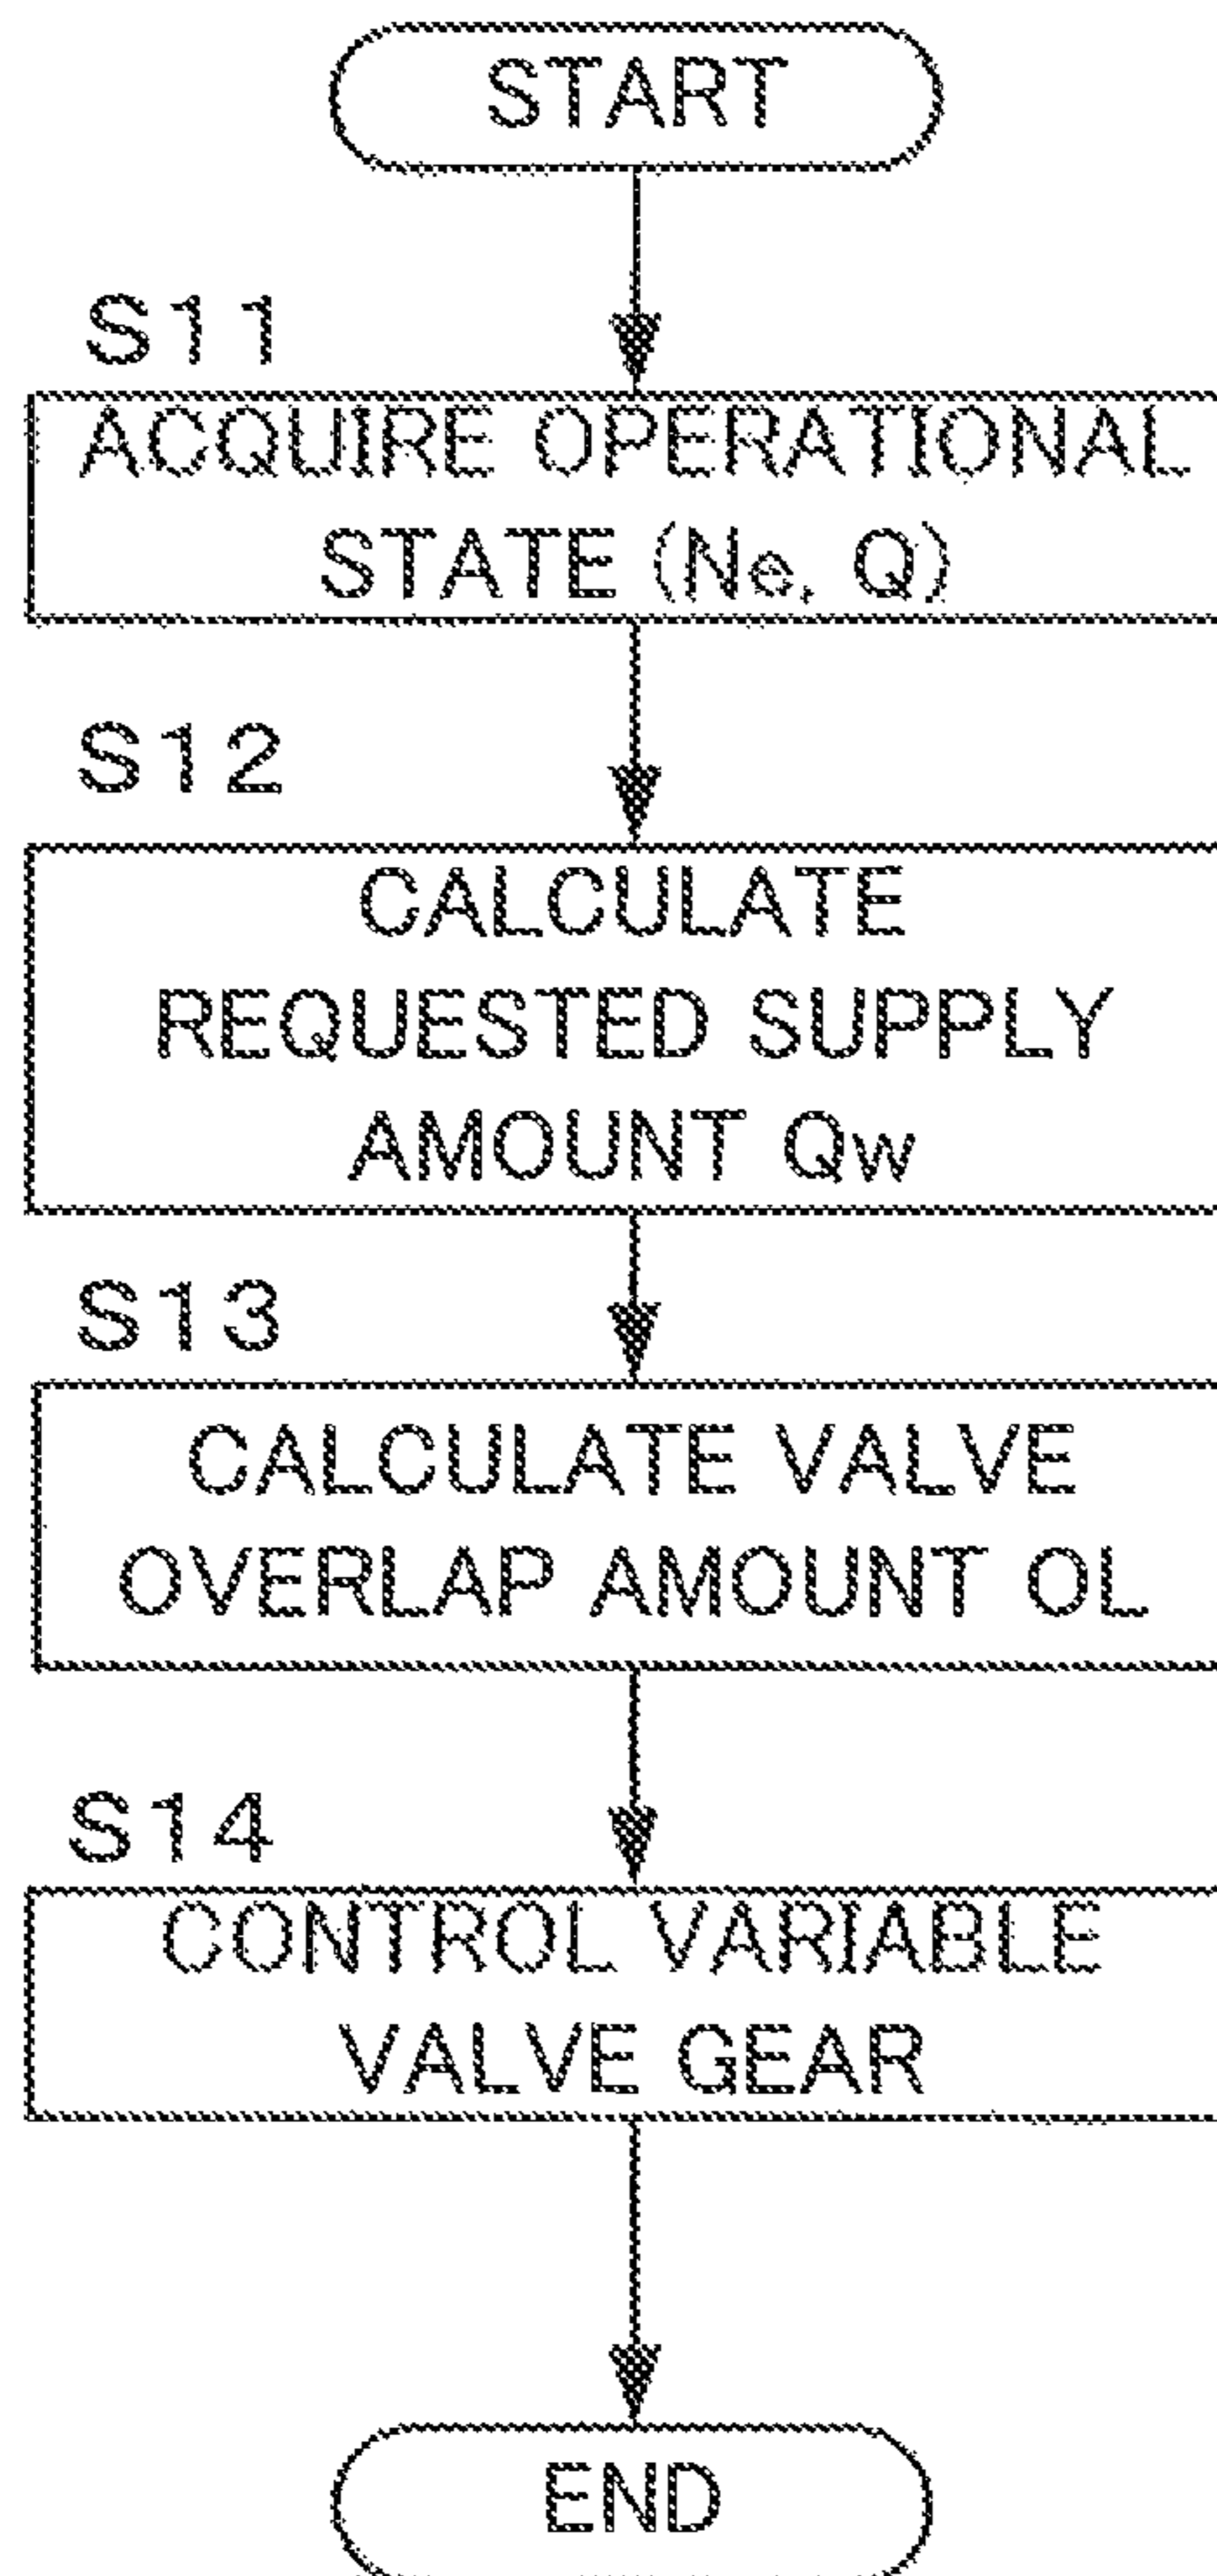 START
S11
ACQUIRE OPERATIONAL
STATE (Ne, Q)
S12
CALCULATE
REQUESTED SUPPLY
AMOUNT Qw
S13
CALCULATE VALVE
OVERLAP AMOUNT OL
S14
CONTROL VARIABLE
VALVE GEAR
END